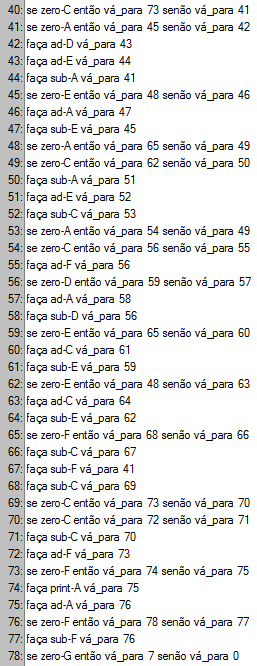 40: se zero-C então vá_para 73 senão vá_para 41
41: se zero-A então vá_para 45 senão vá_para 42
42: faça ad-D vá_para 43
43: faça ad-E vá_para 44
44: faça sub-A vá_para 41
45: se zero-E então vá_para 48 senão vá_para 46
46: faça ad-A vá_para 47
47: faça sub-E vá_para 45
48: se zero-A então vá_para 65 senão vá_para 49
49: se zero-C então vá_para 62 senão vá_para 50
50: faça sub-A vá_para 51
51: faça ad-E vá_para 52
52: faça sub-C vá_para 53
53: se zero-A então vá_para 54 senão vá_para 49
54: se zero-C então vá_para 56 senão vá_para 55
55: faça ad-F vá_para 56
56: se zero-D então vá_para 59 senão vá_para 57
57: faça ad-A vá_para 58
58: faça sub-D vá_para 56
59: se zero-E então vá_para 65 senão vá_para 60
60: faça ad-C vá_para 61
61: faça sub-E vá_para 59
62: se zero-E então vá_para 48 senão vá_para 63
63: faça ad-C vá_para 64
64: faça sub-E vá_para 62
65: se zero-F então vá_para 68 senão vá_para 66
66: faça sub-C vá_para 67
67: faça sub-F vá_para 41
68: faça sub-C vá_para 69
69: se zero-C então vá_para 73 senão vá_para 70
70: se zero-C então vá_para 72 senão vá_para 71
71: faça sub-C vá_para 70
72: faça ad-F vá_para 73
73: se zero-F então vá_para 74 senão vá_para 75
74: faça print-A vá_para 75
75: faça ad-A vá_para 76
76: se zero-F então vá_para 78 senão vá_para 77
77: faça sub-F vá_para 76
78: se zero-G então vá_para 7 senão vá_para 0